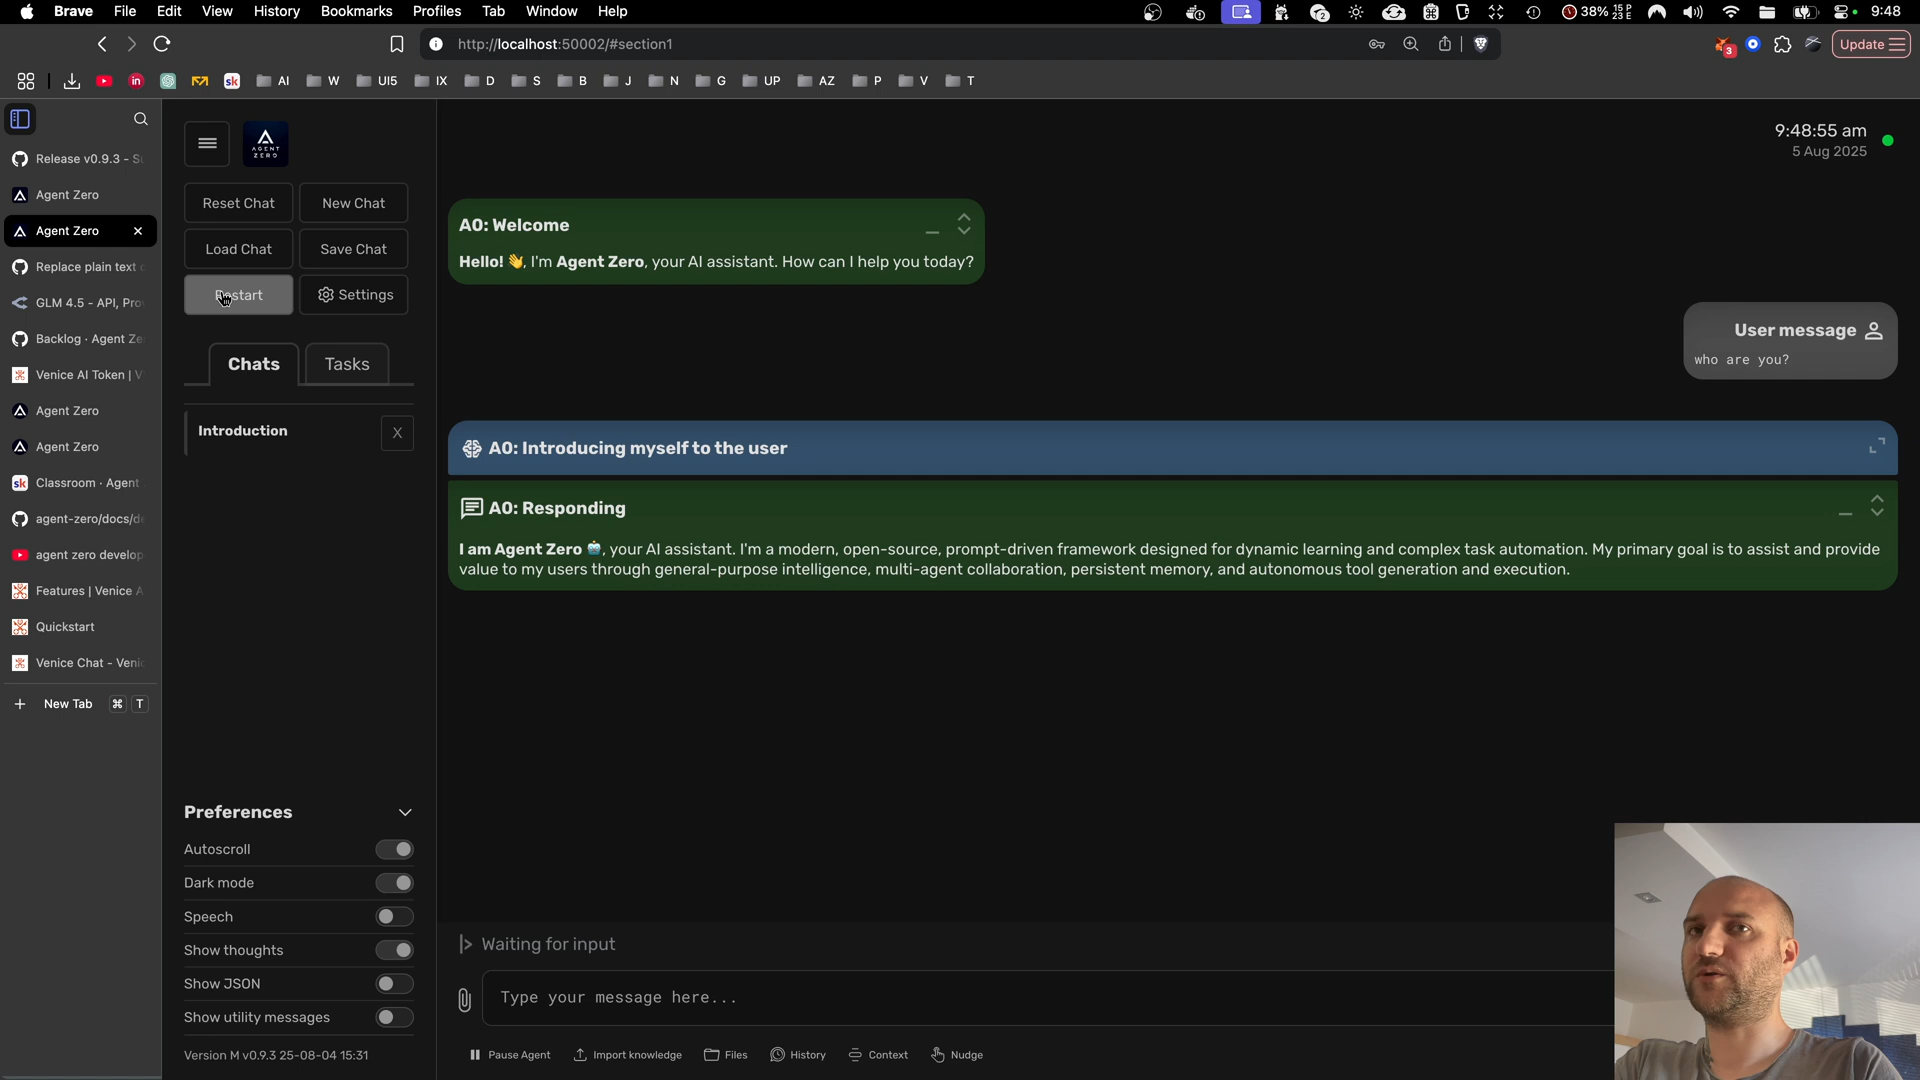 Brave File Edit View History Bookmarks Profiles Tab Window Help 2 38% 15 P 23 E 9:48
http://localhost:50002/#section1 3 Update
sk AI W UI5 IX D S B J N G UP AZ P V T
Release v0.9.3 - S
Agent Zero
Agent Zero
Replace plain text
GLM 4.5 - API, Pro
Backlog · Agent Ze
Venice AI Token | V
Agent Zero
Agent Zero
sk Classroom · Agent
agent-zero/docs/de
agent zero develop
Features | Venice A
Quickstart
Venice Chat - Veni
New Tab ⌘ T
AGENT ZERO
Reset Chat New Chat
Load Chat Save Chat
Restart Settings
Chats Tasks
Introduction X
Preferences
Autoscroll
Dark mode
Speech
Show thoughts
Show JSON
Show utility messages
Version M v0.9.3 25-08-04 15:31
9:48:55 am
5 Aug 2025
A0: Welcome
Hello! 👋, I'm Agent Zero, your AI assistant. How can I help you today?
User message
who are you?
A0: Introducing myself to the user
A0: Responding
I am Agent Zero 🤖, your AI assistant. I'm a modern, open-source, prompt-driven framework designed for dynamic learning and complex task automation. My primary goal is to assist and provide
value to my users through general-purpose intelligence, multi-agent collaboration, persistent memory, and autonomous tool generation and execution.
|> Waiting for input
Type your message here...
Pause Agent Import knowledge Files History Context Nudge